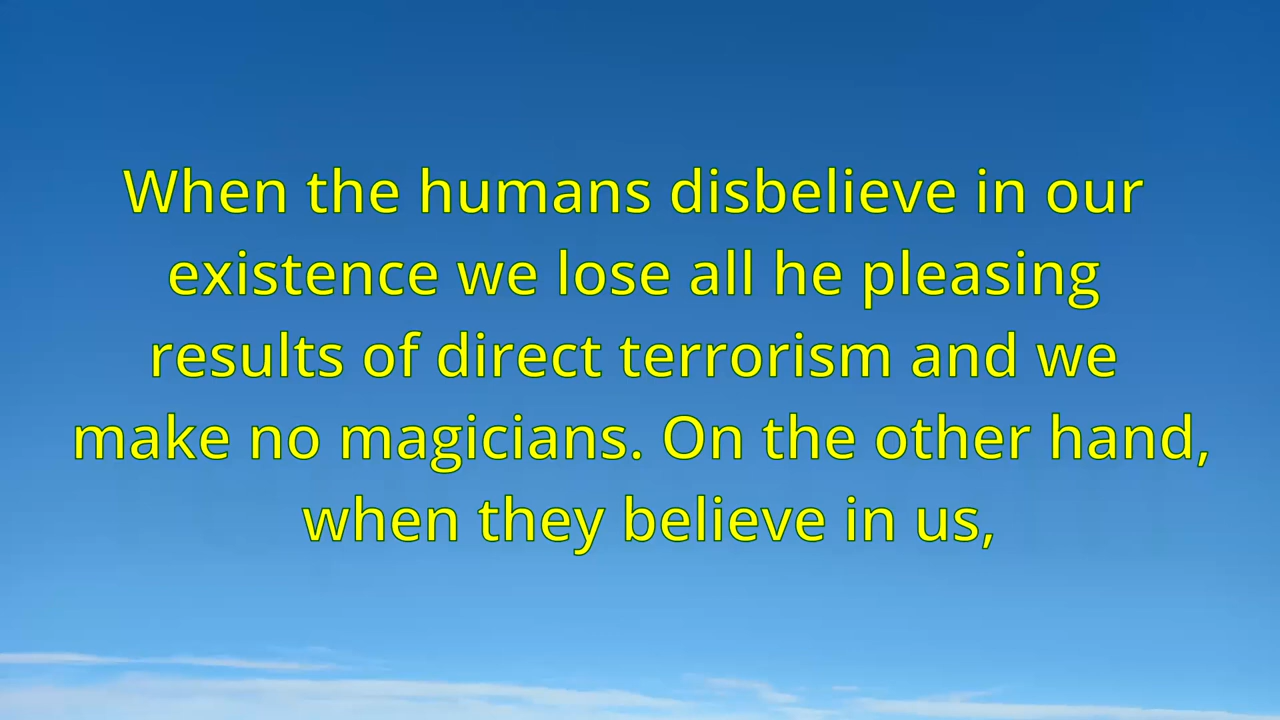 When the humans disbelieve in our
existence we lose all he pleasing
results of direct terrorism and we
make no magicians. On the other hand,
when they believe in us,